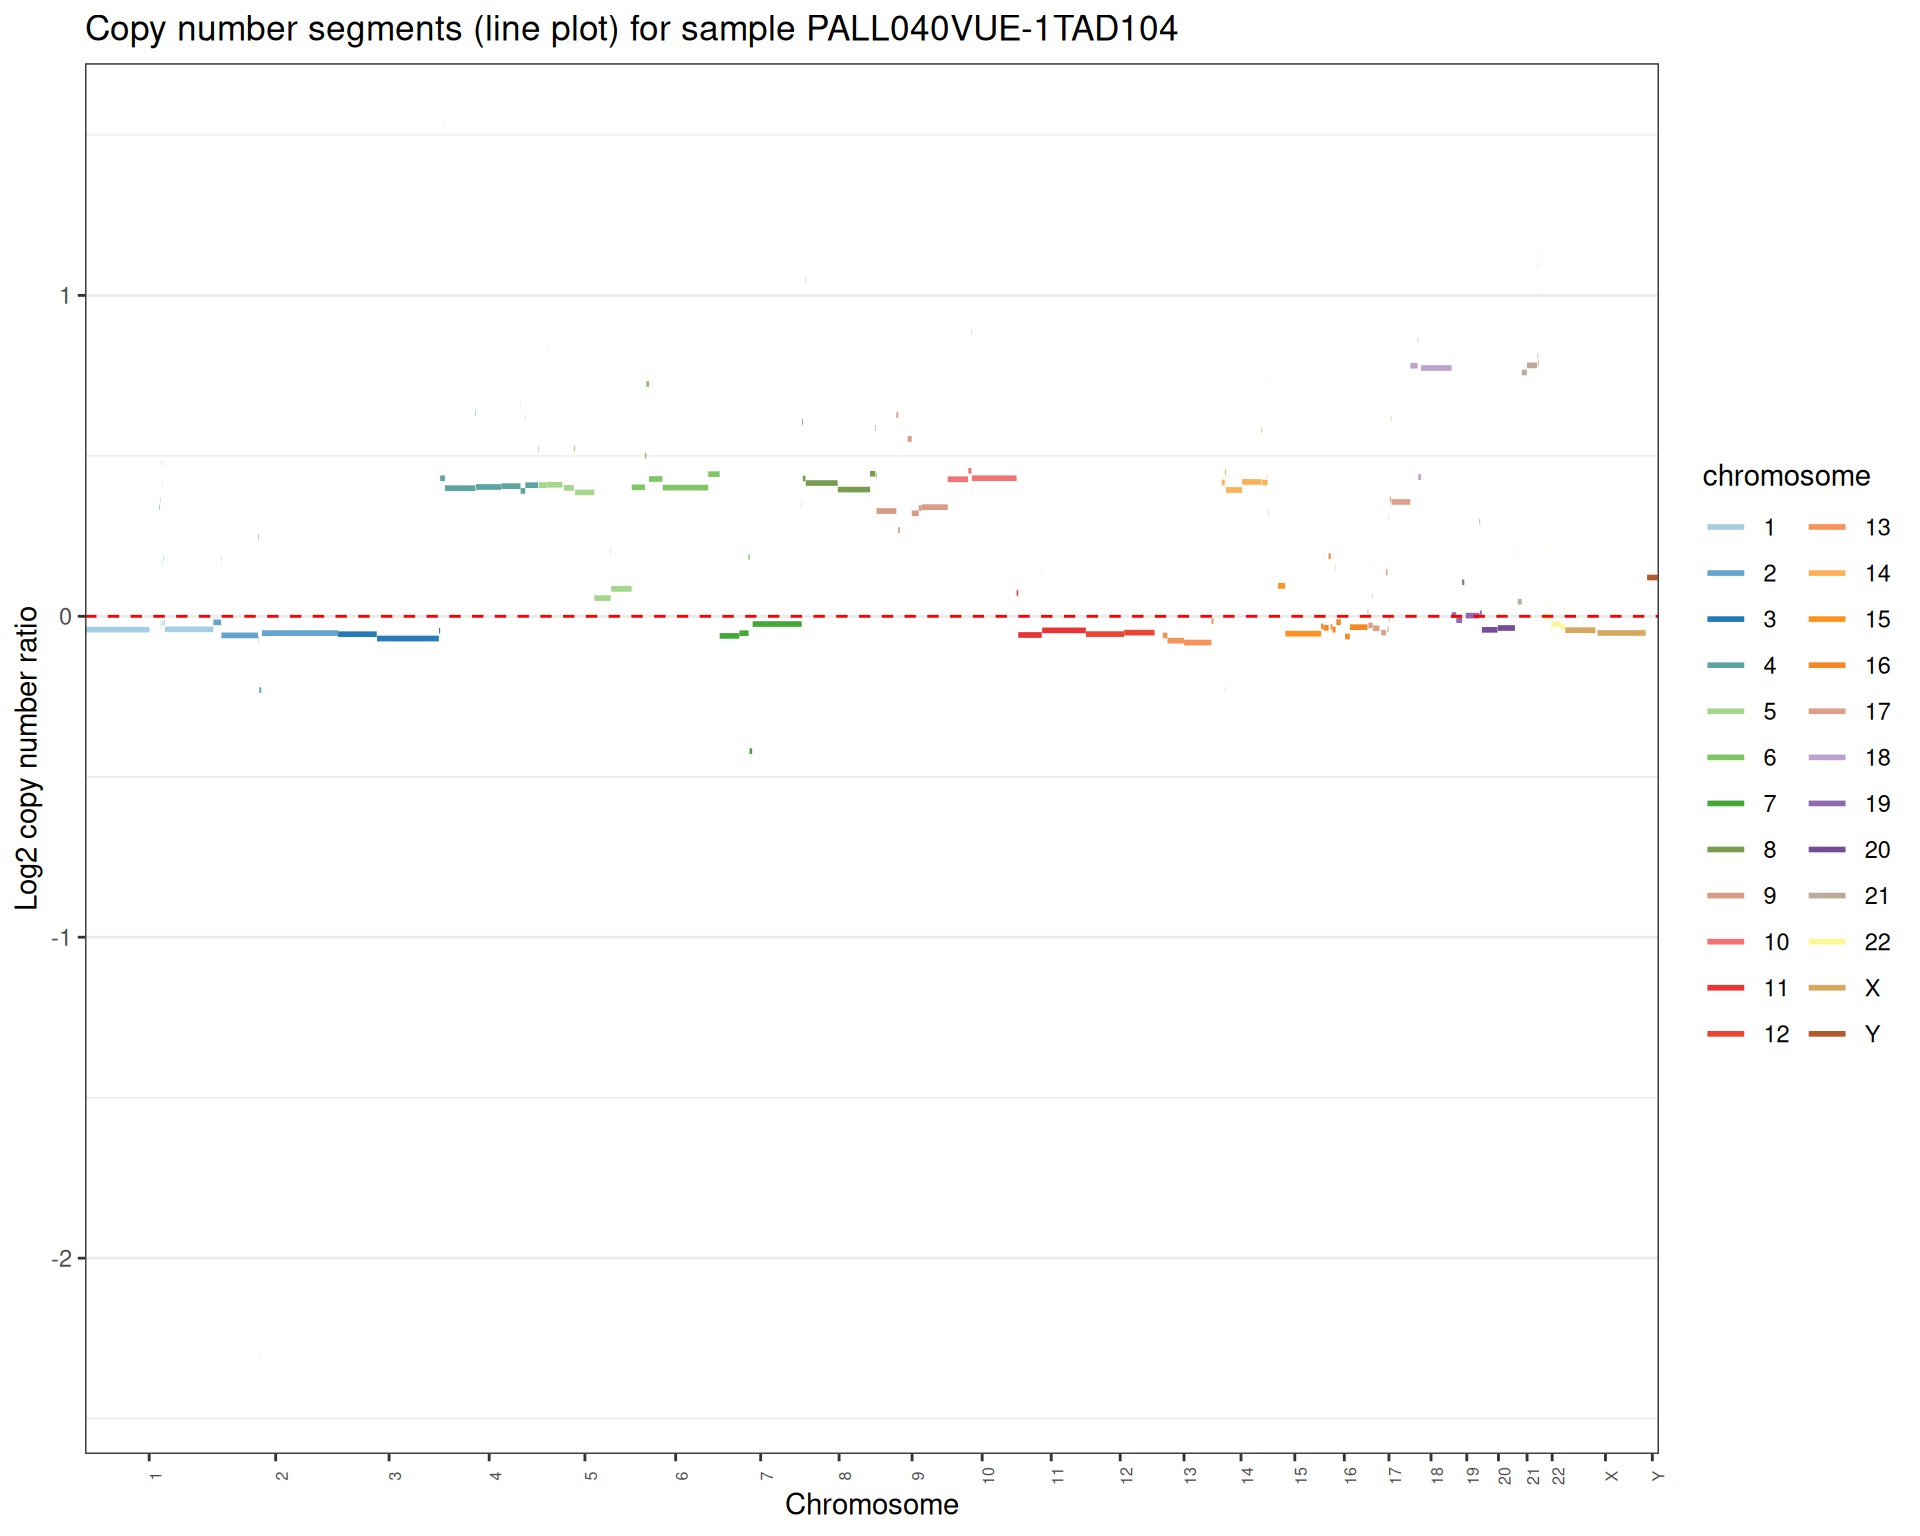 Copy number segments (line plot) for sample PALL040VUE-1TAD104
Log2 copy number ratio
1
0
-1
-2
1 2 3 4 5 6 7 8 9 10 11 12 13 14 15 16 17 18 19 20 21 22 X Y
Chromosome
chromosome
1 13
2 14
3 15
4 16
5 17
6 18
7 19
8 20
9 21
10 22
11 X
12 Y